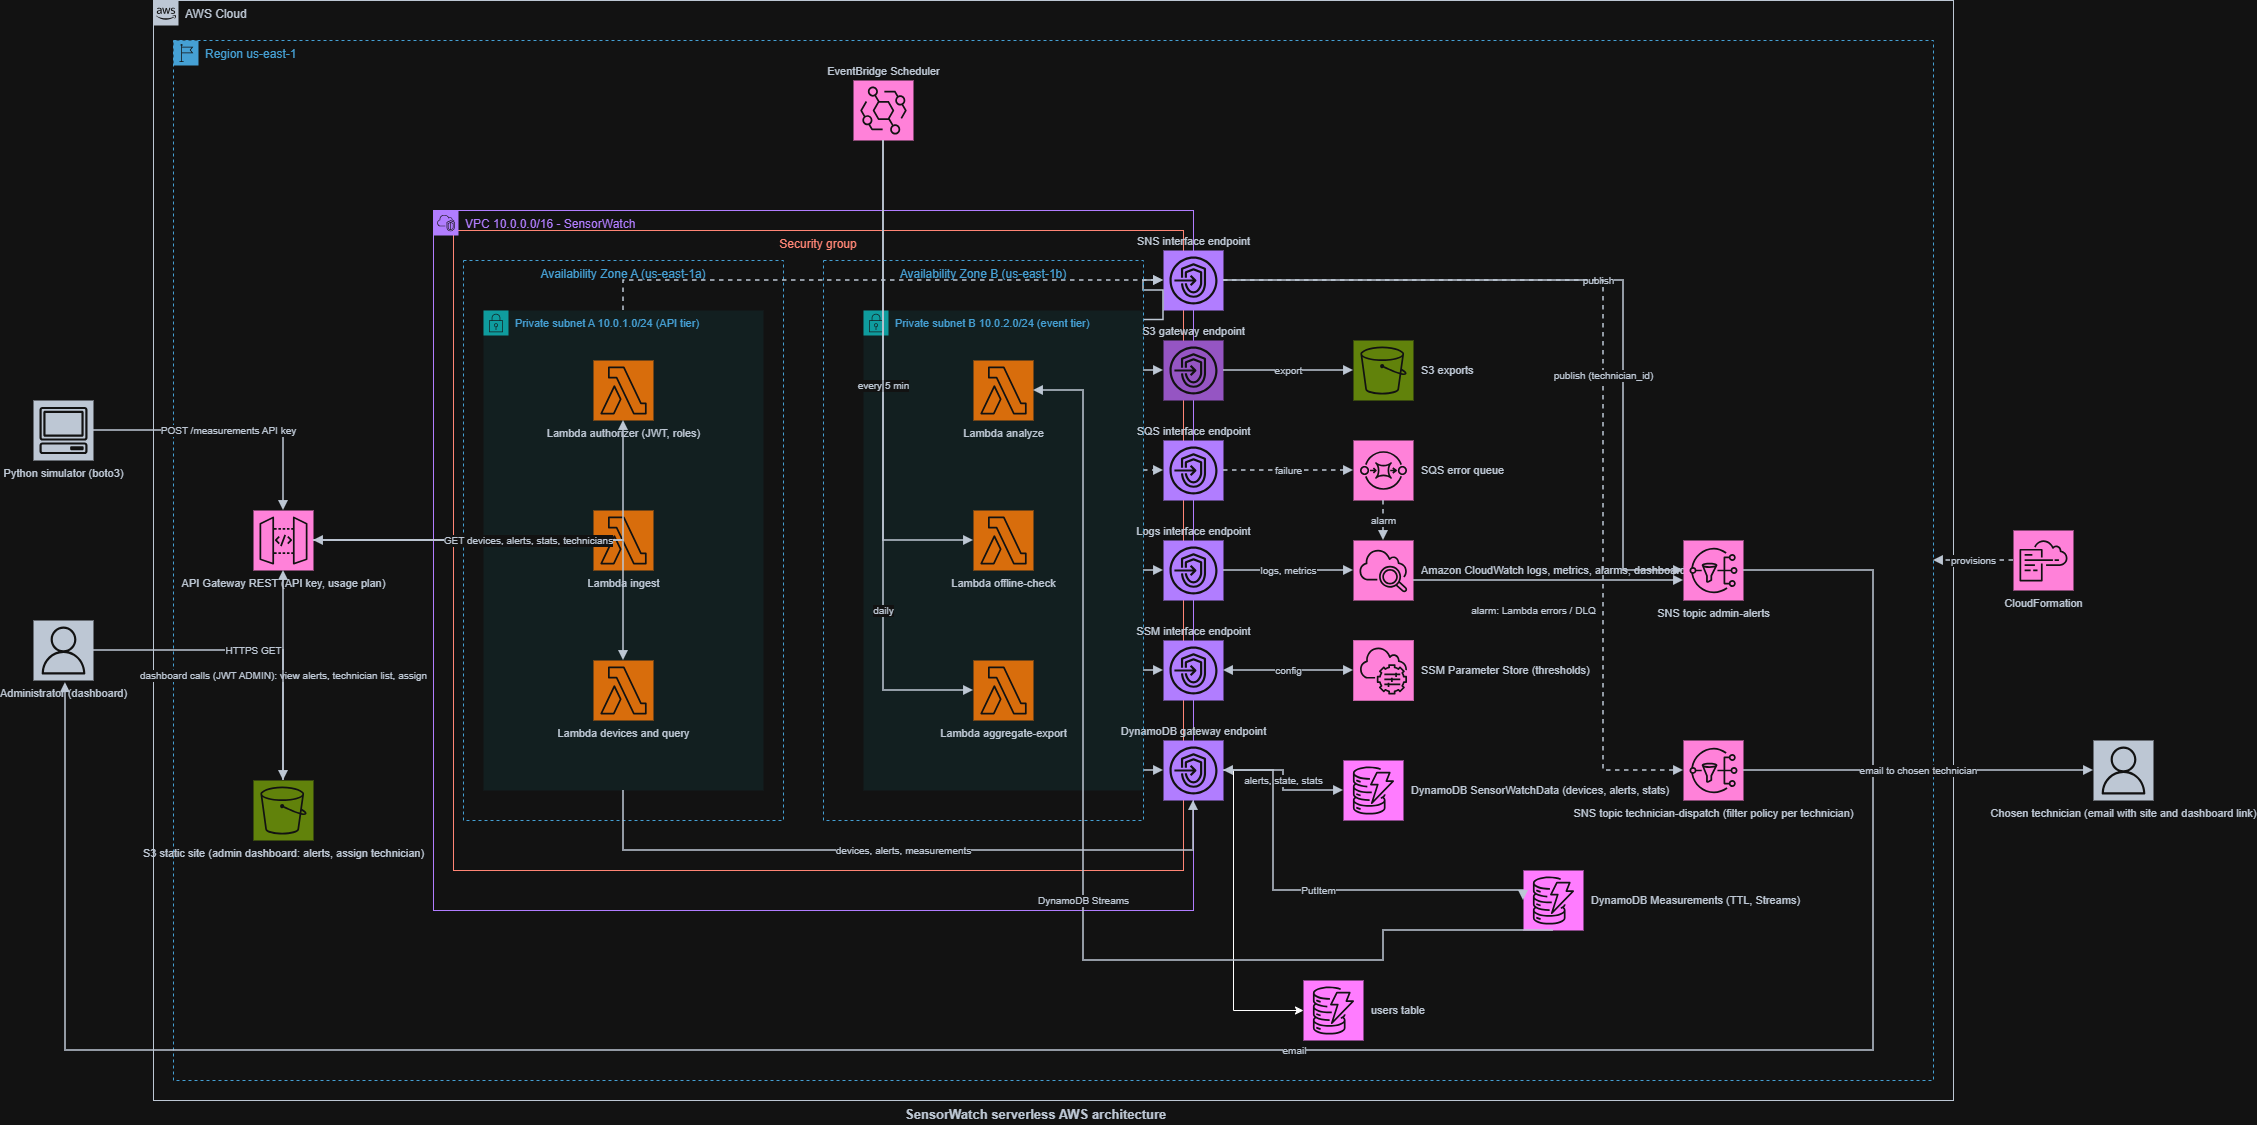 aws
AWS Cloud
Region us-east-1
EventBridge Scheduler
VPC 10.0.0.0/16 - SensorWatch
Security group
SNS interface endpoint
Availability Zone A (us-east-1a)
Availability Zone B (us-east-1b)
publish
Private subnet A 10.0.1.0/24 (API tier)
Private subnet B 10.0.2.0/24 (event tier)
S3 gateway endpoint
export
S3 exports
publish (technician_id)
every 5 min
POST /measurements API key
Lambda authorizer (JWT, roles)
Lambda analyze
SQS interface endpoint
Python simulator (boto3)
failure
SQS error queue
alarm
Logs interface endpoint
GET devices, alerts, stats, technicians
provisions
logs, metrics
Amazon CloudWatch logs, metrics, alarms, dashboard
API Gateway REST (API key, usage plan)
Lambda ingest
Lambda offline-check
CloudFormation
daily
alarm: Lambda errors / DLQ
SNS topic admin-alerts
SSM interface endpoint
HTTPS GET
config
SSM Parameter Store (thresholds)
dashboard calls (JWT ADMIN): view alerts, technician list, assign
Administrator (dashboard)
Lambda devices and query
Lambda aggregate-export
DynamoDB gateway endpoint
email to chosen technician
alerts, state, stats
DynamoDB SensorWatchData (devices, alerts, stats)
SNS topic technician-dispatch (filter policy per technician)
Chosen technician (email with site and dashboard link)
S3 static site (admin dashboard: alerts, assign technician)
devices, alerts, measurements
PutItem
DynamoDB Streams
DynamoDB Measurements (TTL, Streams)
users table
email
SensorWatch serverless AWS architecture